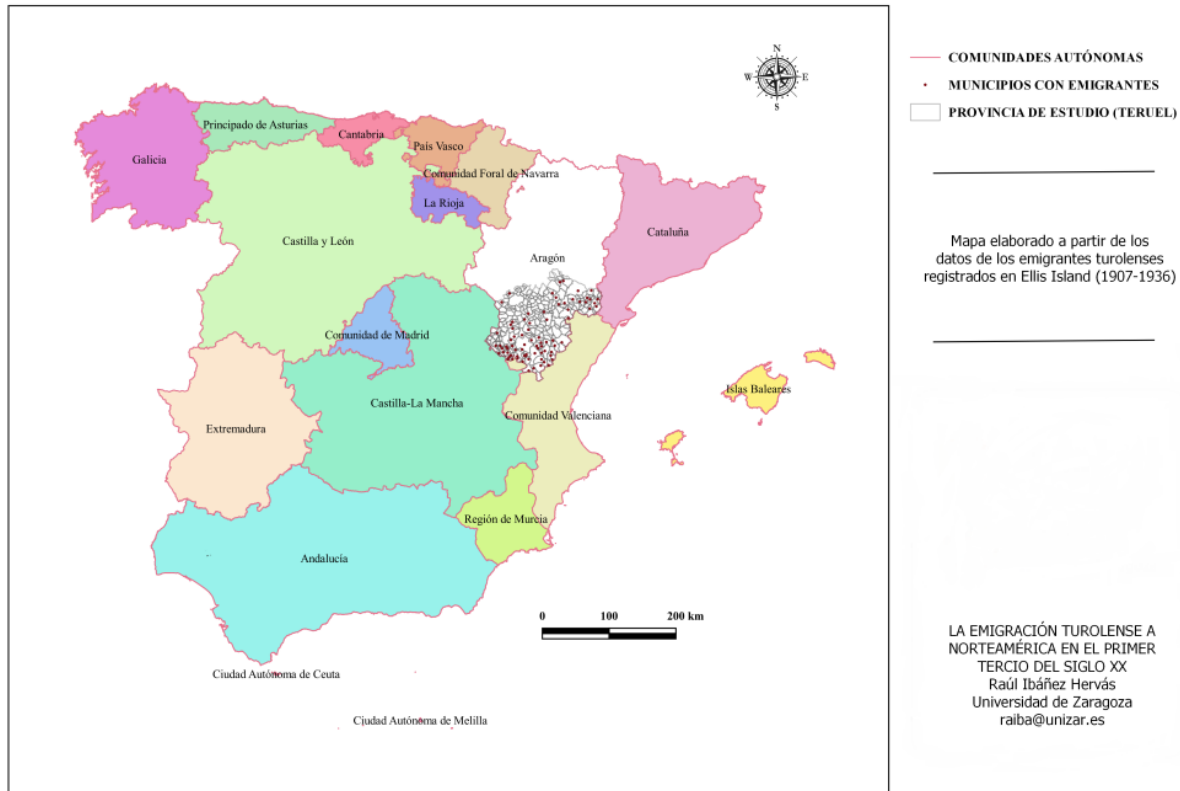 N
W E
S
Principado de Asturias
Cantabria
País Vasco
Galicia
Comunidad Foral de Navarra
La Rioja
Cataluña
Castilla y León
Aragón
Comunidad de Madrid
Islas Baleares
Castilla-La Mancha
Comunidad Valenciana
Extremadura
Región de Murcia
Andalucía
0 100 200 km
Ciudad Autónoma de Ceuta
Ciudad Autónoma de Melilla
COMUNIDADES AUTÓNOMAS
MUNICIPIOS CON EMIGRANTES
PROVINCIA DE ESTUDIO (TERUEL)
Mapa elaborado a partir de los
datos de los emigrantes turolenses
registrados en Ellis Island (1907-1936)
LA EMIGRACIÓN TUROLENSE A
NORTEAMÉRICA EN EL PRIMER
TERCIO DEL SIGLO XX
Raúl Ibáñez Hervás
Universidad de Zaragoza
raiba@unizar.es